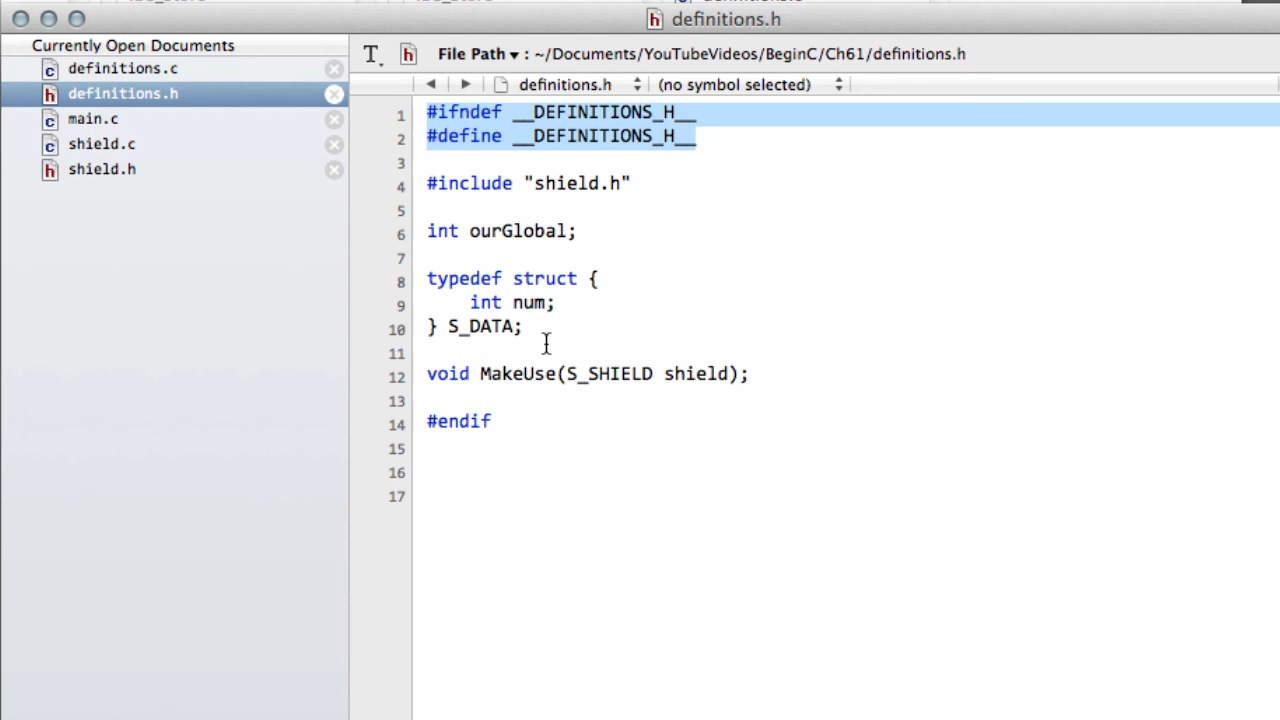 definitions.h
Currently Open Documents
definitions.c
definitions.h
main.c
shield.c
shield.h
File Path ▾ : ~/Documents/YouTubeVideos/BeginC/Ch61/definitions.h
definitions.h (no symbol selected)
1 #ifndef __DEFINITIONS_H__
2 #define __DEFINITIONS_H__
3
4 #include "shield.h"
5
6 int ourGlobal;
7
8 typedef struct {
9 int num;
10 } S_DATA;
11
12 void MakeUse(S_SHIELD shield);
13
14 #endif
15
16
17